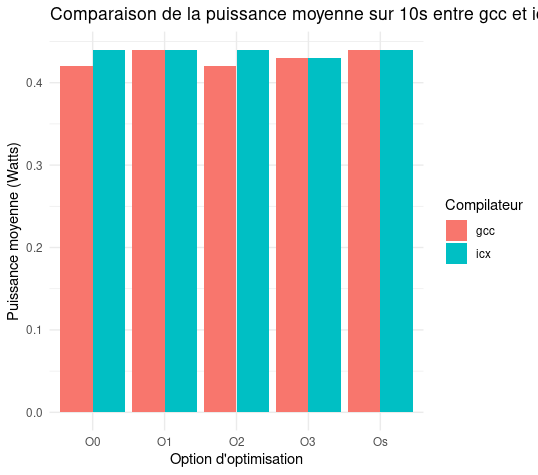 Comparaison de la puissance moyenne sur 10s entre gcc et i
Puissance moyenne (Watts)
0.4
0.3
0.2
0.1
0.0
O0 O1 O2 O3 Os
Option d'optimisation
Compilateur
gcc
icx